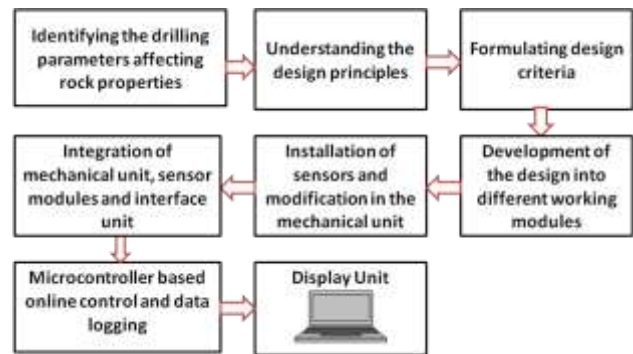 Identifying the drilling
parameters affecting
rock properties
Understanding the
design principles
Formulating design
criteria
Development of
the design into
different working
modules
Installation of
sensors and
modification in the
mechanical unit
Integration of
mechanical unit, sensor
modules and interface
unit
Microcontroller based
online control and data
logging
Display Unit